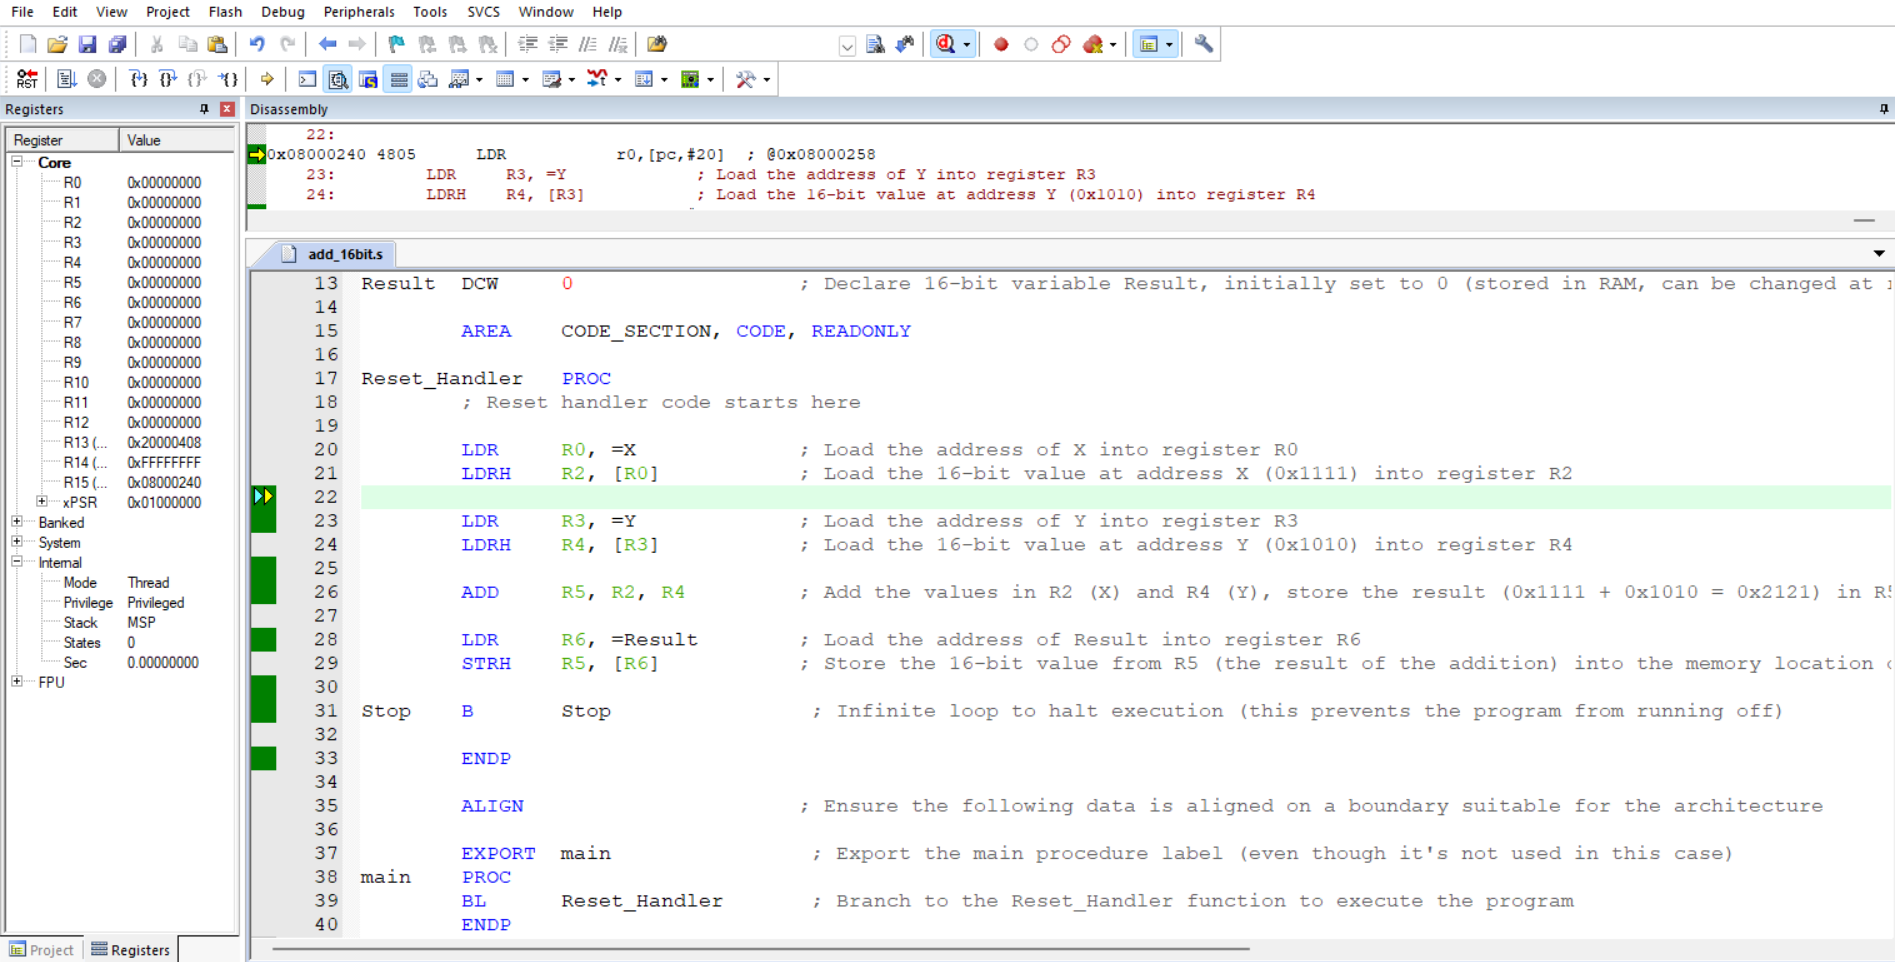 File Edit View Project Flash Debug Peripherals Tools SVCS Window Help
RST
Registers
Register Value
Core
R0 0x00000000
R1 0x00000000
R2 0x00000000
R3 0x00000000
R4 0x00000000
R5 0x00000000
R6 0x00000000
R7 0x00000000
R8 0x00000000
R9 0x00000000
R10 0x00000000
R11 0x00000000
R12 0x00000000
R13 (... 0x20000408
R14 (... 0xFFFFFFFF
R15 (... 0x08000240
xPSR 0x01000000
Banked
System
Internal
Mode Thread
Privilege Privileged
Stack MSP
States 0
Sec 0.00000000
FPU
Project Registers
Disassembly
22:
0x08000240 4805 LDR r0,[pc,#20] ; @0x08000258
23: LDR R3, =Y ; Load the address of Y into register R3
24: LDRH R4, [R3] ; Load the 16-bit value at address Y (0x1010) into register R4
add_16bit.s
13 Result DCW 0 ; Declare 16-bit variable Result, initially set to 0 (stored in RAM, can be changed at
14
15 AREA CODE_SECTION, CODE, READONLY
16
17 Reset_Handler PROC
18 ; Reset handler code starts here
19
20 LDR R0, =X ; Load the address of X into register R0
21 LDRH R2, [R0] ; Load the 16-bit value at address X (0x1111) into register R2
22
23 LDR R3, =Y ; Load the address of Y into register R3
24 LDRH R4, [R3] ; Load the 16-bit value at address Y (0x1010) into register R4
25
26 ADD R5, R2, R4 ; Add the values in R2 (X) and R4 (Y), store the result (0x1111 + 0x1010 = 0x2121) in R5
27
28 LDR R6, =Result ; Load the address of Result into register R6
29 STRH R5, [R6] ; Store the 16-bit value from R5 (the result of the addition) into the memory location
30
31 Stop B Stop ; Infinite loop to halt execution (this prevents the program from running off)
32
33 ENDP
34
35 ALIGN ; Ensure the following data is aligned on a boundary suitable for the architecture
36
37 EXPORT main ; Export the main procedure label (even though it's not used in this case)
38 main PROC
39 BL Reset_Handler ; Branch to the Reset_Handler function to execute the program
40 ENDP